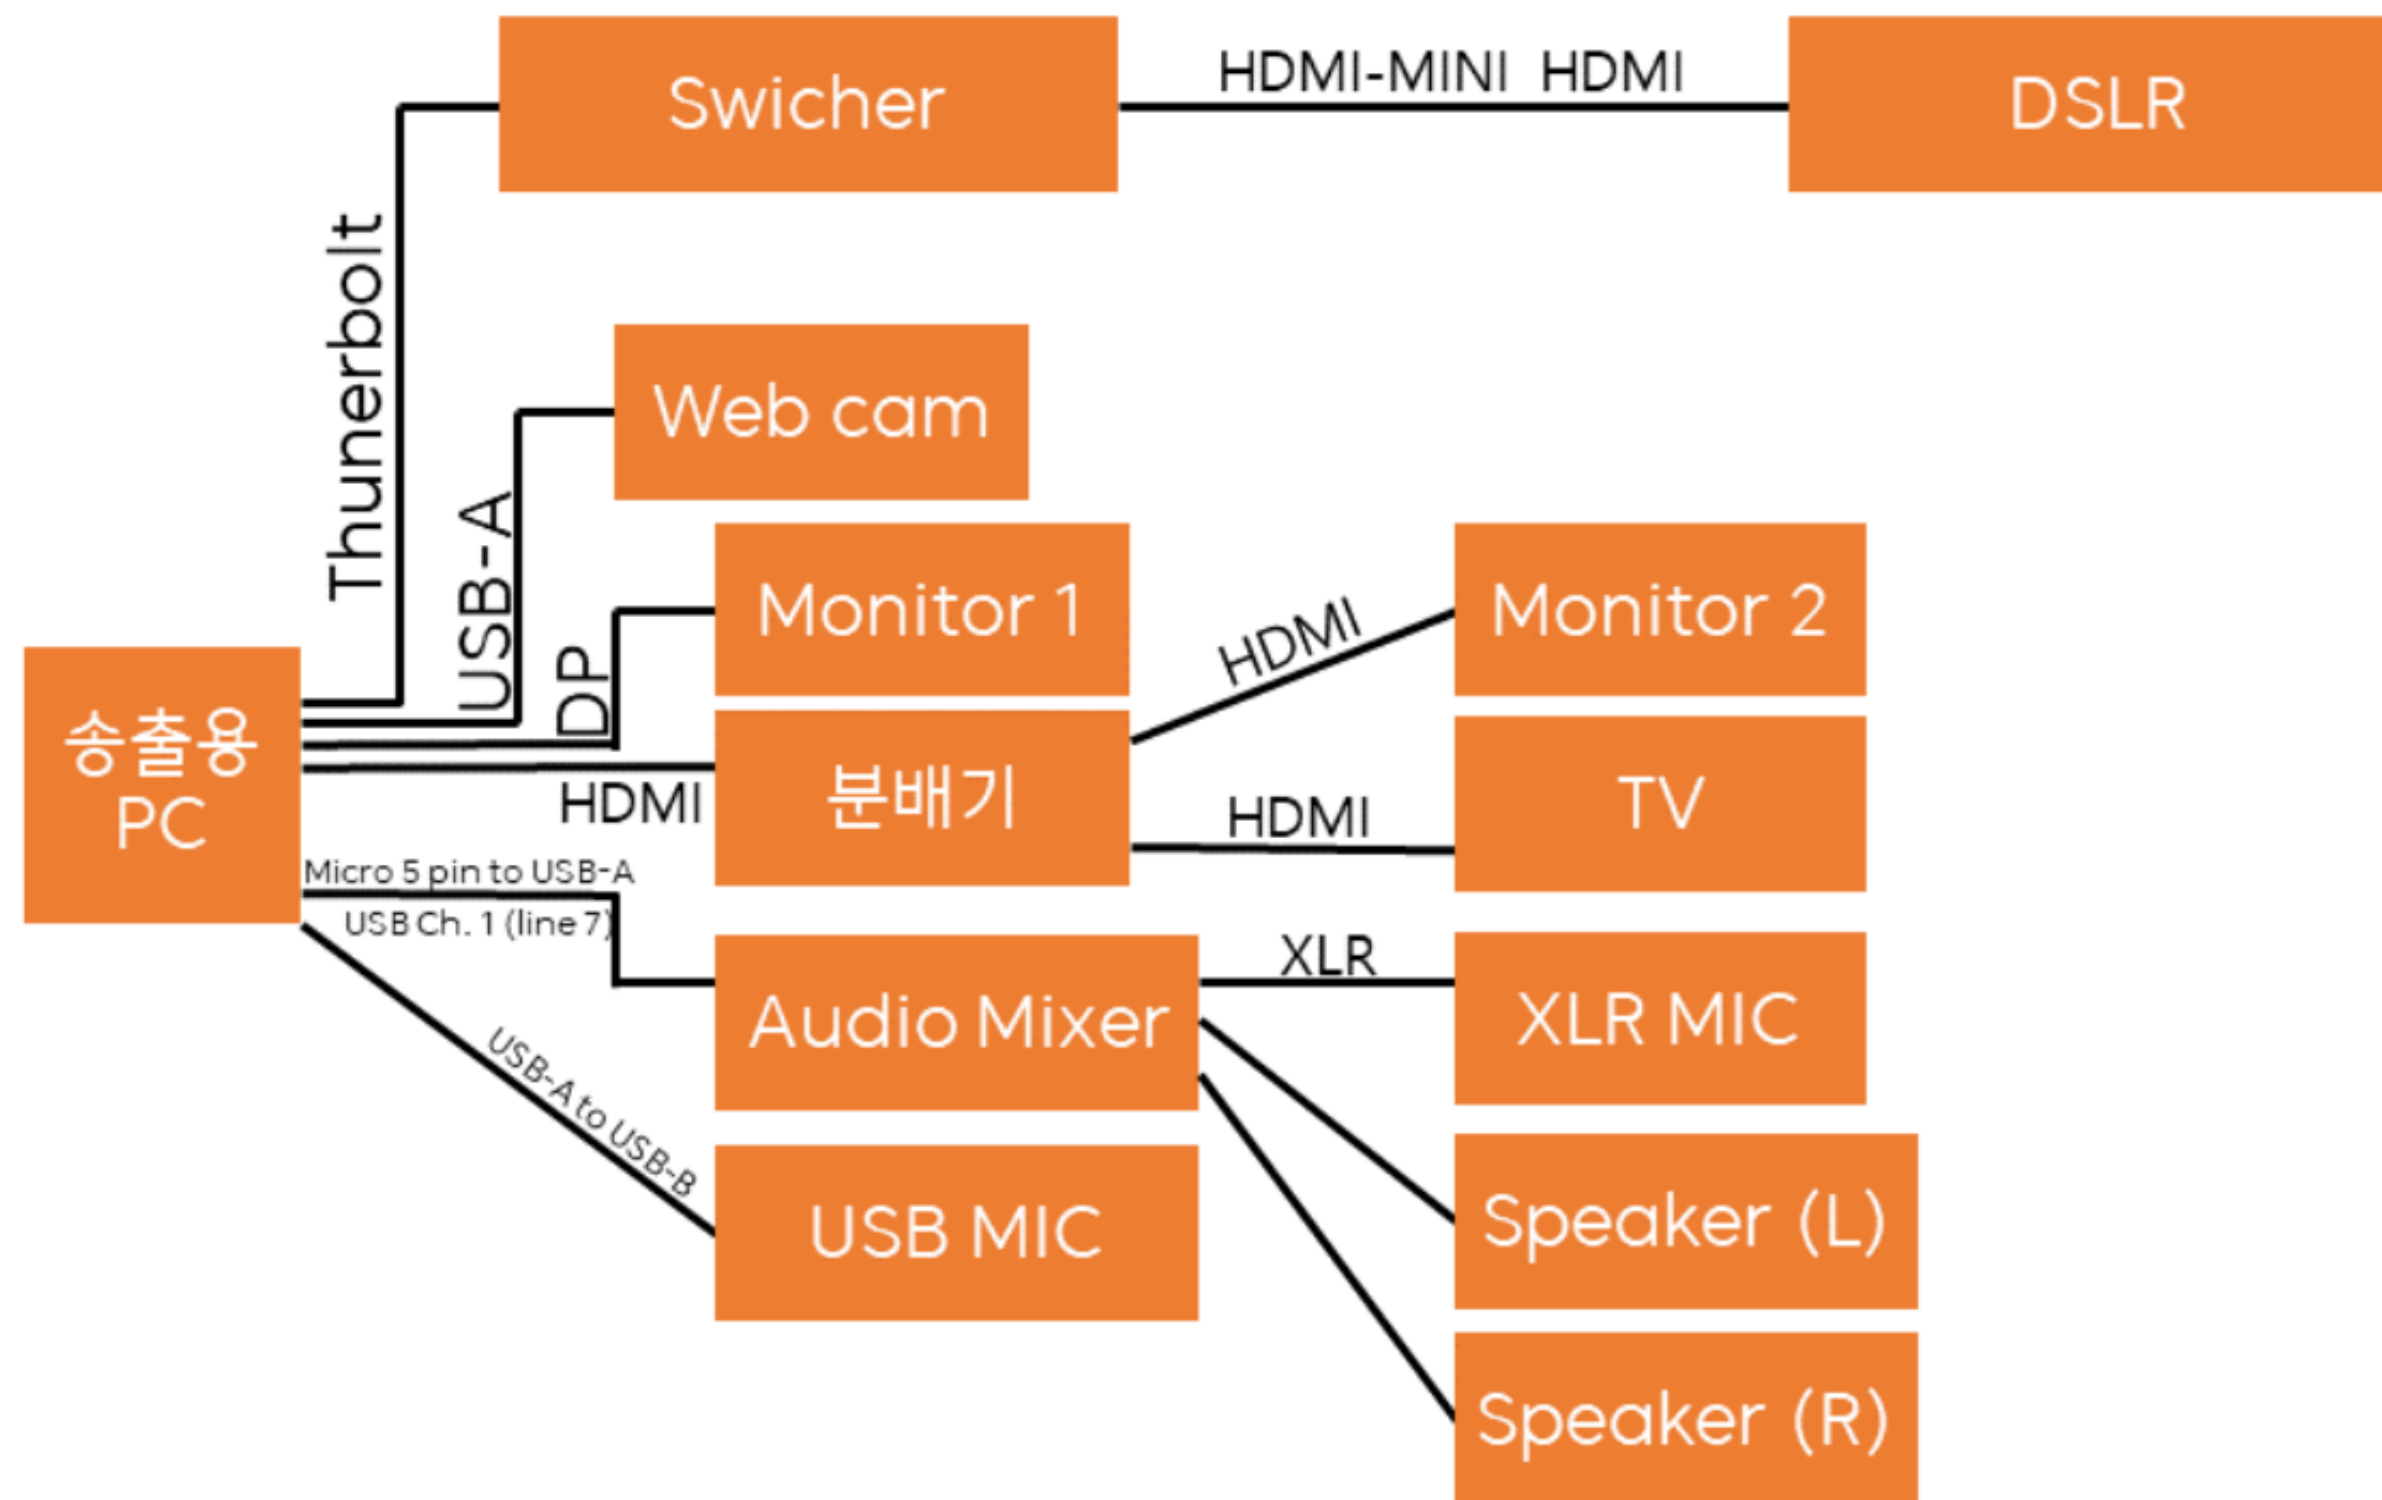 Swicher
HDMI-MINI HDMI
DSLR
Thunerbolt
Web cam
USB-A
Monitor 1
DP
HDMI
Monitor 2
송출용
PC
HDMI
분배기
HDMI
TV
Micro 5 pin to USB-A
USB Ch. 1 (line 7)
Audio Mixer
XLR
XLR MIC
USB-A to USB-B
USB MIC
Speaker (L)
Speaker (R)